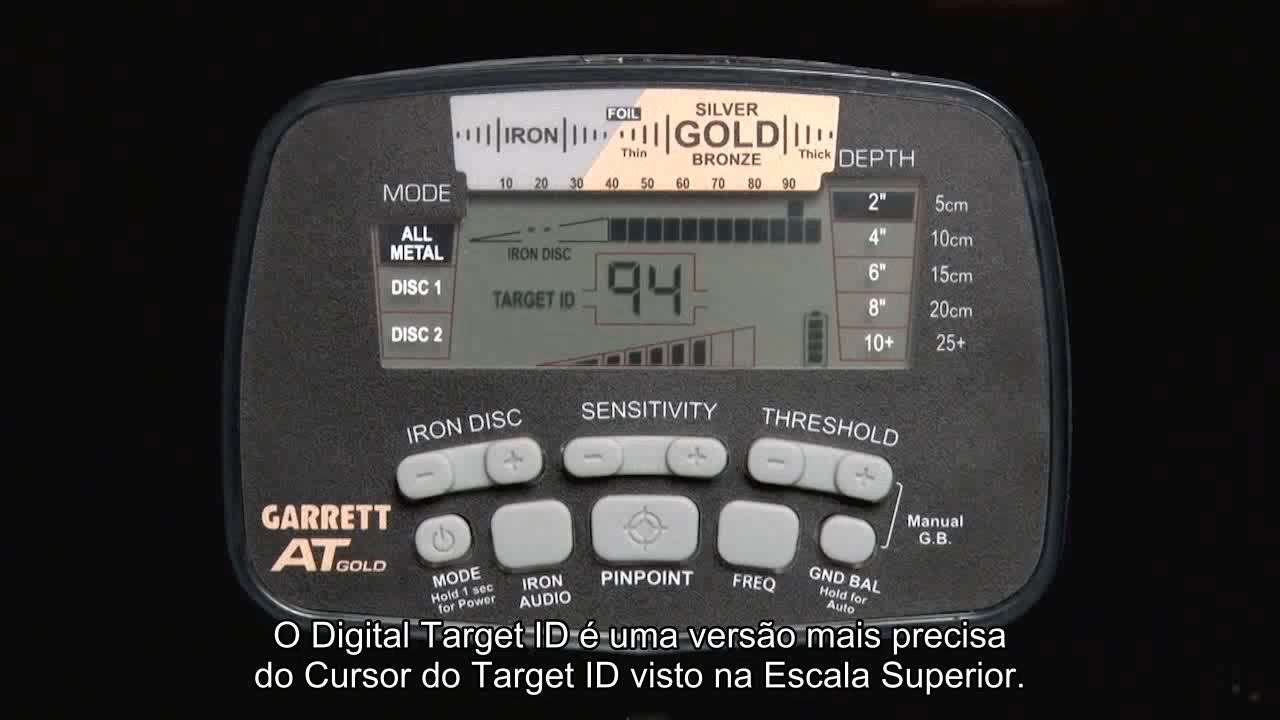 FOIL
SILVER
IRON
GOLD
Thin
BRONZE
Thick
DEPTH
10 20 30 40 50 60 70 80 90
MODE
2" 5cm
ALL
METAL
4" 10cm
IRON DISC
6" 15cm
DISC 1
94
TARGET ID
8" 20cm
DISC 2
10+ 25+
IRON DISC
SENSITIVITY
THRESHOLD
- +
- +
- +
GARRETT
AT GOLD
Manual
G.B.
MODE
Hold 1 sec
for Power
IRON
AUDIO
PINPOINT
FREQ
GND BAL
Hold for
Auto
O Digital Target ID é uma versão mais precisa
do Cursor do Target ID visto na Escala Superior.